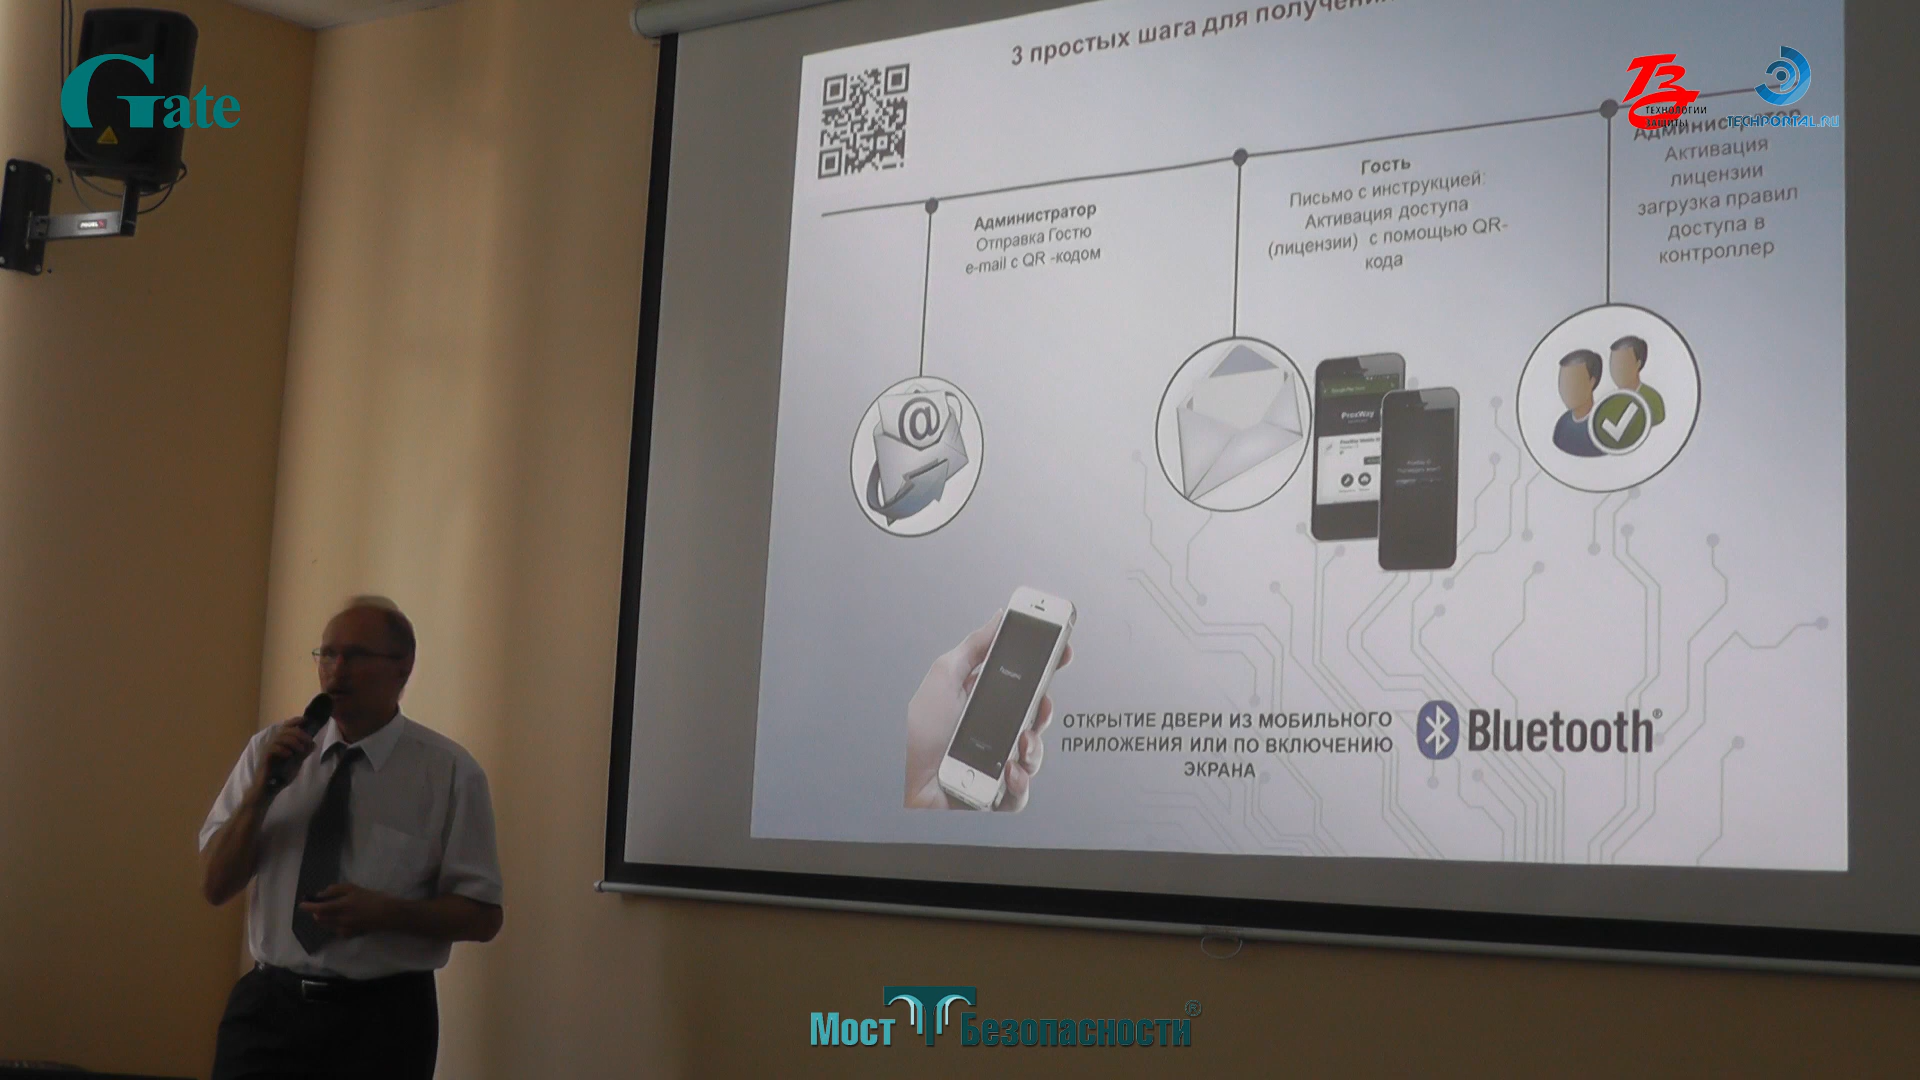 Gate
3 простых шага для получени
ТЗ
ТЕХНОЛОГИИ
ЗАЩИТЫ
TECHPORTAL.RU
Администратор
Отправка Гостю
e-mail с QR -кодом
Гость
Письмо с инструкцией:
Активация доступа
(лицензии) с помощью QR-
кода
Администратор
Активация
лицензии
загрузка правил
доступа в
контроллер
@
ProxWay
ОТКРЫТИЕ ДВЕРИ ИЗ МОБИЛЬНОГО
ПРИЛОЖЕНИЯ ИЛИ ПО ВКЛЮЧЕНИЮ
ЭКРАНА
Bluetooth®
Мост Безопасности®